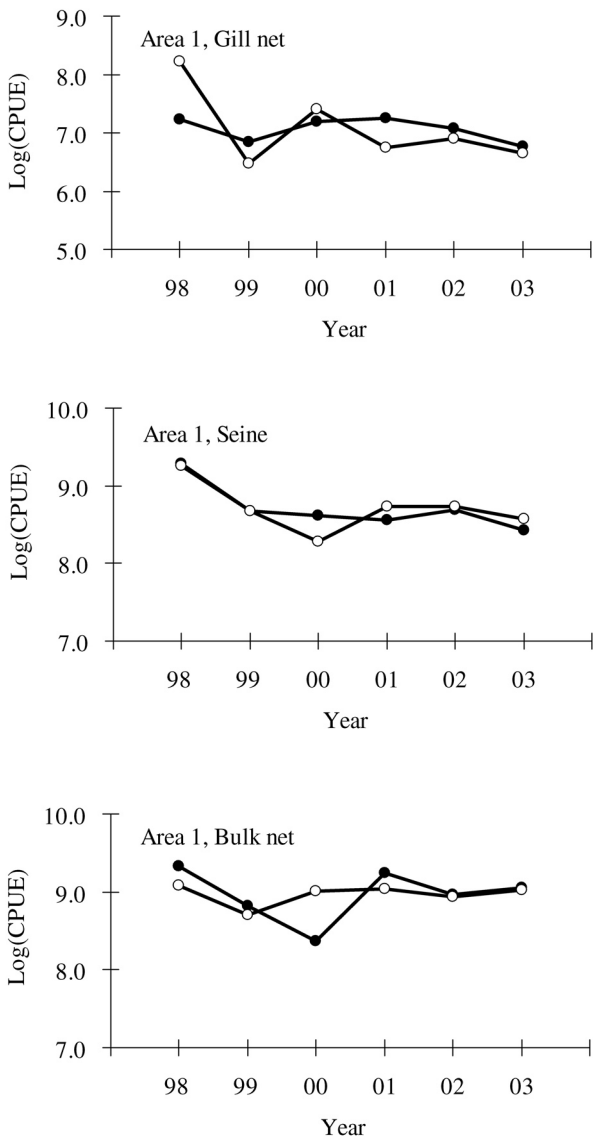 9.0
Area 1, Gill net
8.0
7.0
6.0
5.0
Log(CPUE)
98 99 00 01 02 03
Year
10.0
Area 1, Seine
9.0
8.0
7.0
Log(CPUE)
98 99 00 01 02 03
Year
10.0
Area 1, Bulk net
9.0
8.0
7.0
Log(CPUE)
98 99 00 01 02 03
Year